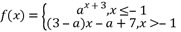 f(x) = { a^{x+3}, x ≤ −1
(3 − a)x − a + 7, x > −1